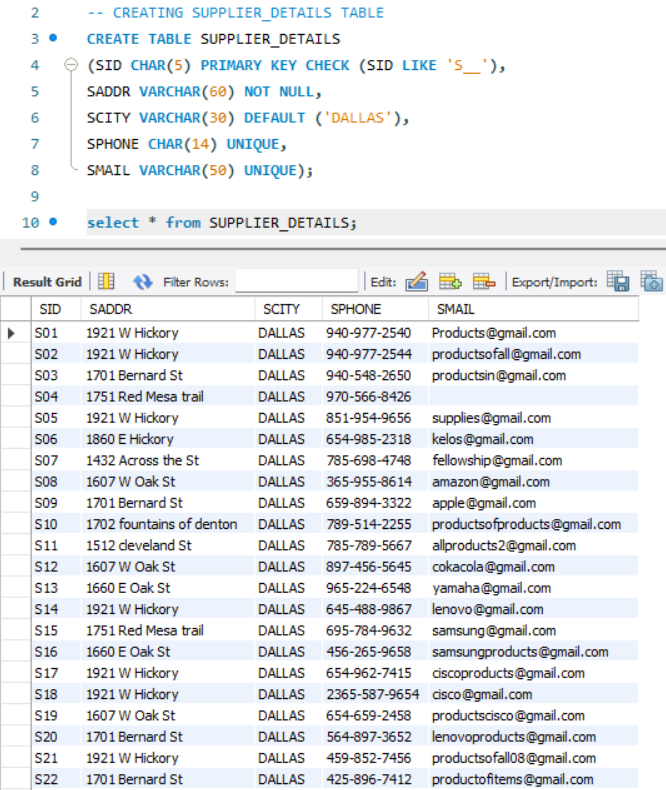 2 -- CREATING SUPPLIER_DETAILS TABLE
3 CREATE TABLE SUPPLIER_DETAILS
4 (SID CHAR(5) PRIMARY KEY CHECK (SID LIKE 'S__'),
5 SADDR VARCHAR(60) NOT NULL,
6 SCITY VARCHAR(30) DEFAULT ('DALLAS'),
7 SPHONE CHAR(14) UNIQUE,
8 SMAIL VARCHAR(50) UNIQUE);
9
10 select * from SUPPLIER_DETAILS;
Result Grid Filter Rows: Edit: Export/Import:
SID SADDR SCITY SPHONE SMAIL
S01 1921 W Hickory DALLAS 940-977-2540 Products@gmail.com
S02 1921 W Hickory DALLAS 940-977-2544 productsofall@gmail.com
S03 1701 Bernard St DALLAS 940-548-2650 productsin@gmail.com
S04 1751 Red Mesa trail DALLAS 970-566-8426
S05 1921 W Hickory DALLAS 851-954-9656 supplies@gmail.com
S06 1860 E Hickory DALLAS 654-985-2318 kelos@gmail.com
S07 1432 Across the St DALLAS 785-698-4748 fellowship@gmail.com
S08 1607 W Oak St DALLAS 365-955-8614 amazon@gmail.com
S09 1701 Bernard St DALLAS 659-894-3322 apple@gmail.com
S10 1702 fountains of denton DALLAS 789-514-2255 productsofproducts@gmail.com
S11 1512 cleveland St DALLAS 785-789-5667 allproducts2@gmail.com
S12 1607 W Oak St DALLAS 897-456-5645 cokacola@gmail.com
S13 1660 E Oak St DALLAS 965-224-6548 yamaha@gmail.com
S14 1921 W Hickory DALLAS 645-488-9867 lenovo@gmail.com
S15 1751 Red Mesa trail DALLAS 695-784-9632 samsung@gmail.com
S16 1660 E Oak St DALLAS 456-265-9658 samsungproducts@gmail.com
S17 1921 W Hickory DALLAS 654-962-7415 ciscoproducts@gmail.com
S18 1921 W Hickory DALLAS 2365-587-9654 cisco@gmail.com
S19 1607 W Oak St DALLAS 654-659-2458 productscisco@gmail.com
S20 1701 Bernard St DALLAS 564-897-3652 lenovoproducts@gmail.com
S21 1921 W Hickory DALLAS 459-852-7456 productsofall08@gmail.com
S22 1701 Bernard St DALLAS 425-896-7412 productofitems@gmail.com